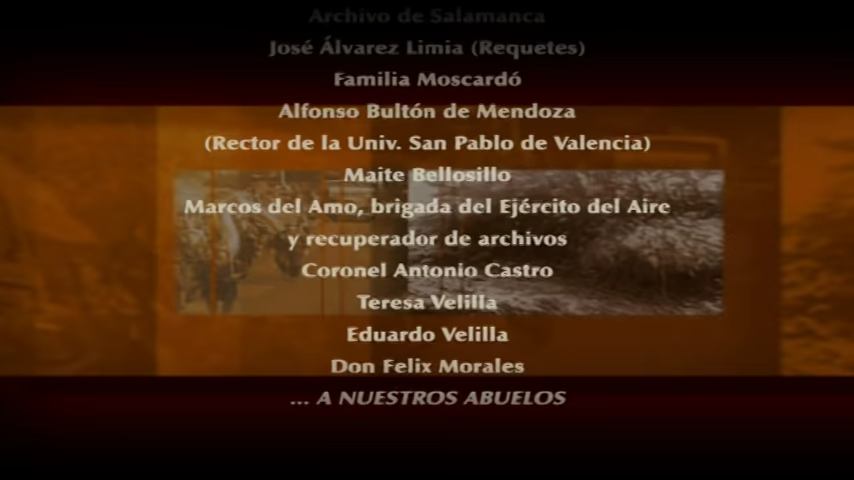 Archivo de Salamanca
José Álvarez Limia (Requetes)
Familia Moscardó
Alfonso Bultón de Mendoza
(Rector de la Univ. San Pablo de Valencia)
Maite Bellosillo
Marcos del Amo, brigada del Ejército del Aire
y recuperador de archivos
Coronel Antonio Castro
Teresa Velilla
Eduardo Velilla
Don Felix Morales
... A NUESTROS ABUELOS